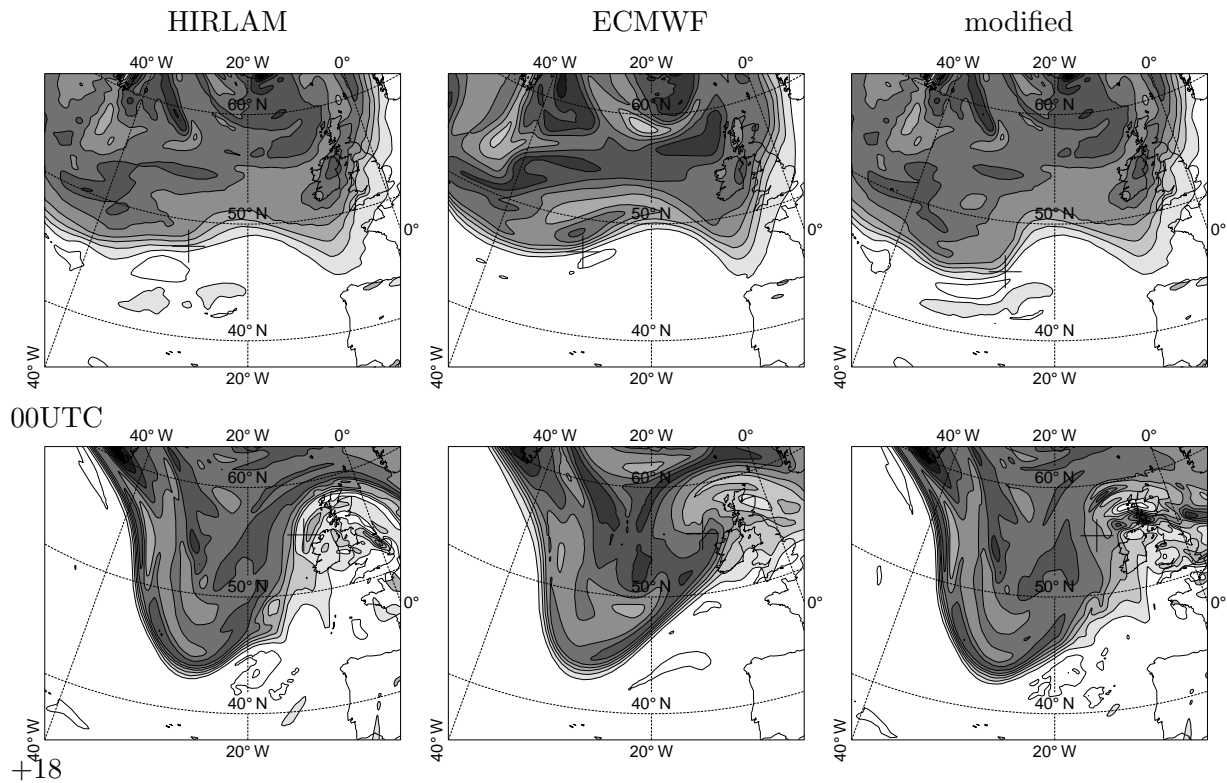 HIRLAM ECMWF modified
40° W 20° W 0° 40° W 20° W 0° 40° W 20° W 0°
60° N 60° N 60° N
50° N 50° N 50° N
0° 0° 0°
40° N 40° N 40° N
40° W 20° W 40° W 20° W 40° W 20° W
00UTC
40° W 20° W 0° 40° W 20° W 0° 40° W 20° W 0°
60° N 60° N 60° N
50° N 50° N 50° N
0° 0° 0°
40° N 40° N 40° N
40° W 20° W 40° W 20° W 40° W 20° W
+18